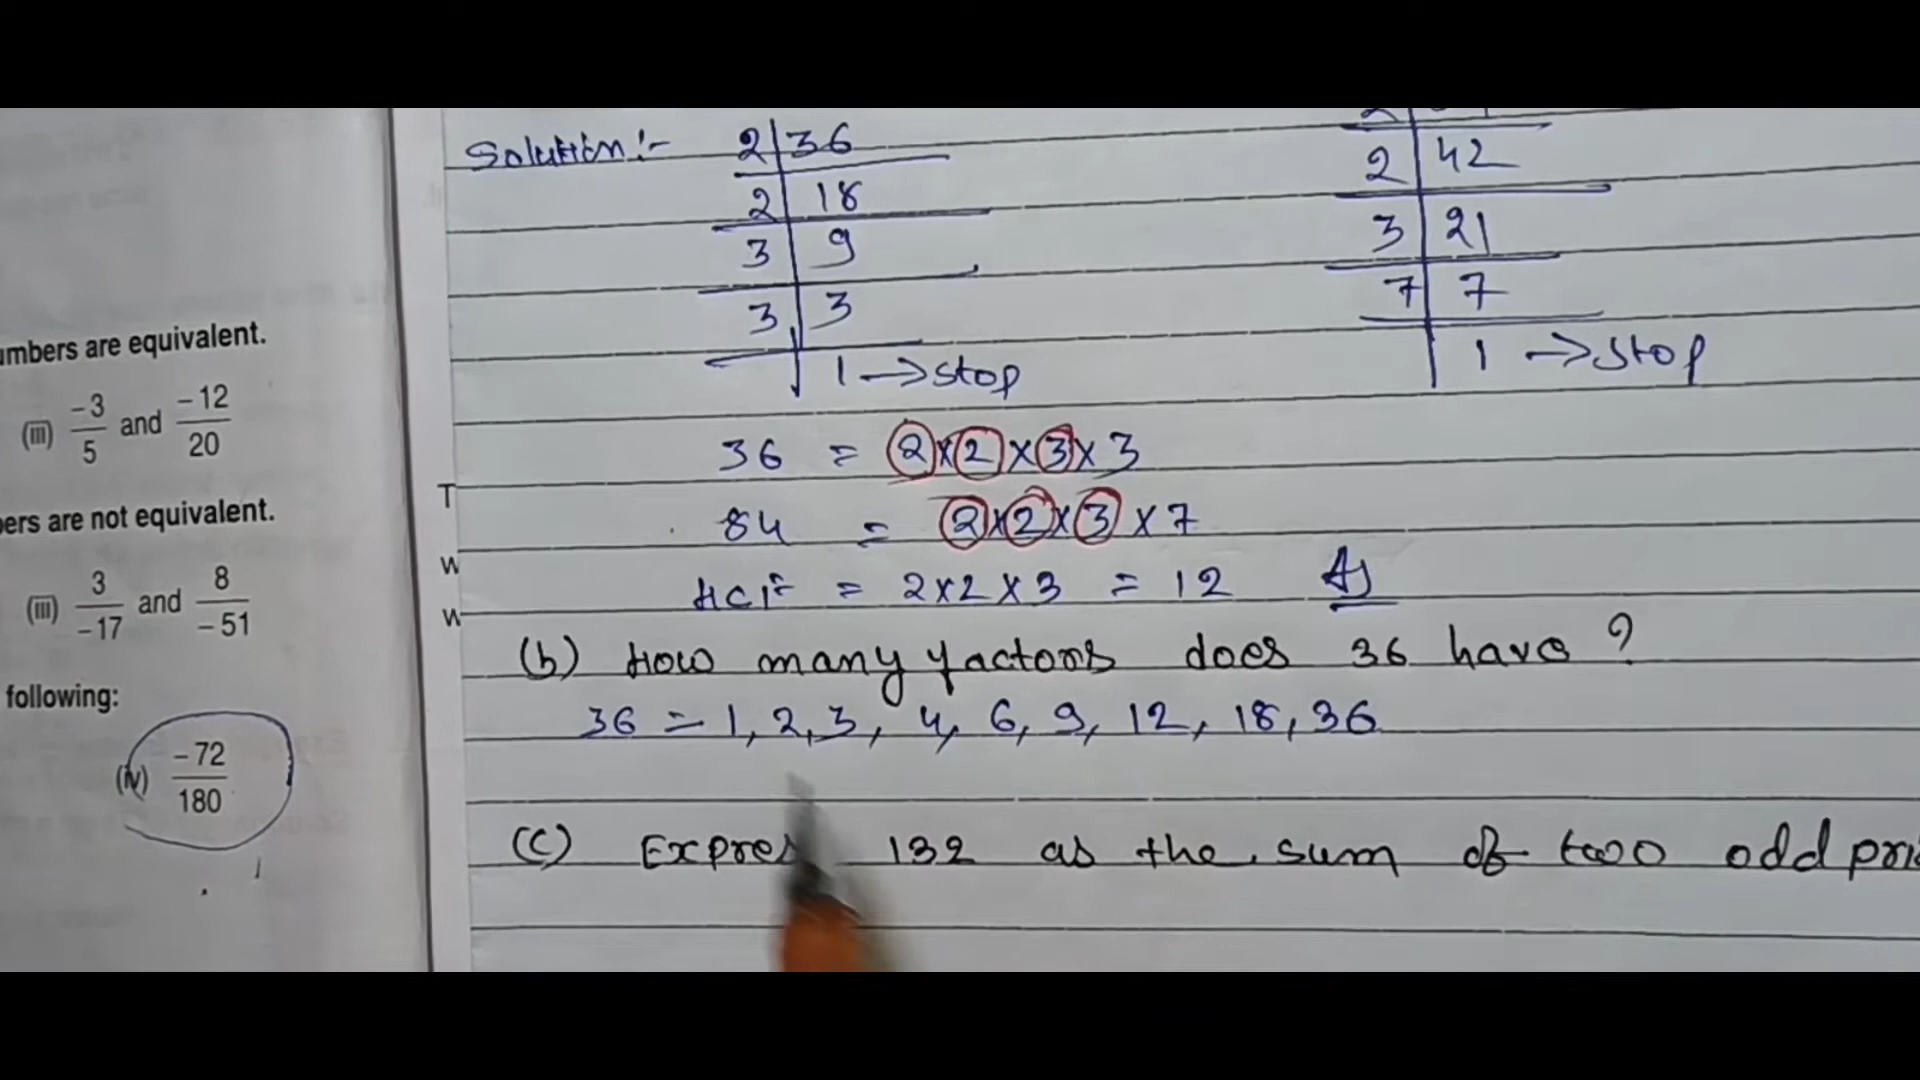 umbers are equivalent.
(iii) -3/5 and -12/20
bers are not equivalent.
(iii) 3/-17 and 8/-51
following:
(iv) -72/180
T
W
W
Solution:-
2 | 36
2 | 18
3 | 9
3 | 3
1 → stop
2 | 42
3 | 21
7 | 7
1 → stop
36 = 2×2×3×3
84 = 2×2×3×7
HCF = 2×2×3 = 12
(b) How many factors does 36 have?
36 = 1, 2, 3, 4, 6, 9, 12, 18, 36
(c) Expres 132 as the sum of two odd pri